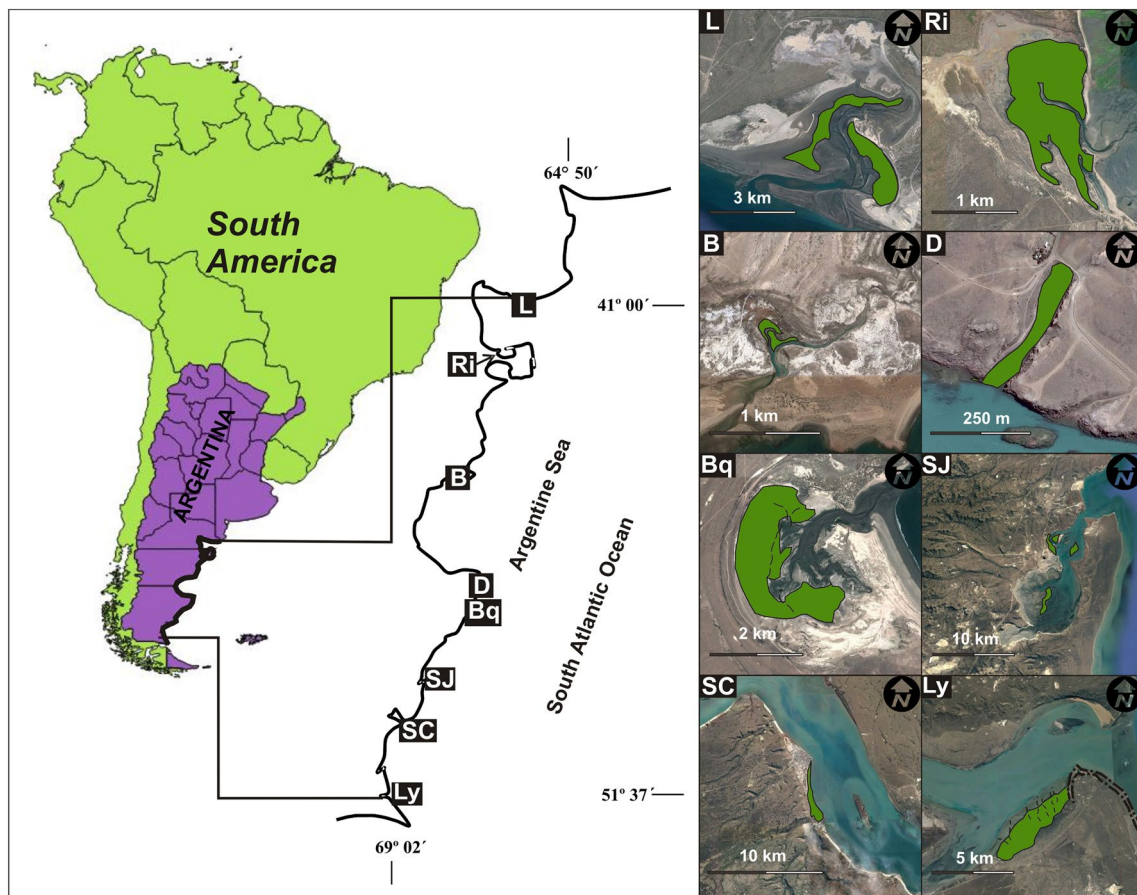 South
America
ARGENTINA
64° 50´
41º 00´
L
Ri
B
Argentine Sea
South Atlantic Ocean
D
Bq
SJ
SC
Ly
51º 37´
69º 02´
L
N
3 km
Ri
N
1 km
B
N
1 km
D
N
250 m
Bq
N
2 km
SJ
N
10 km
SC
N
10 km
Ly
N
5 km